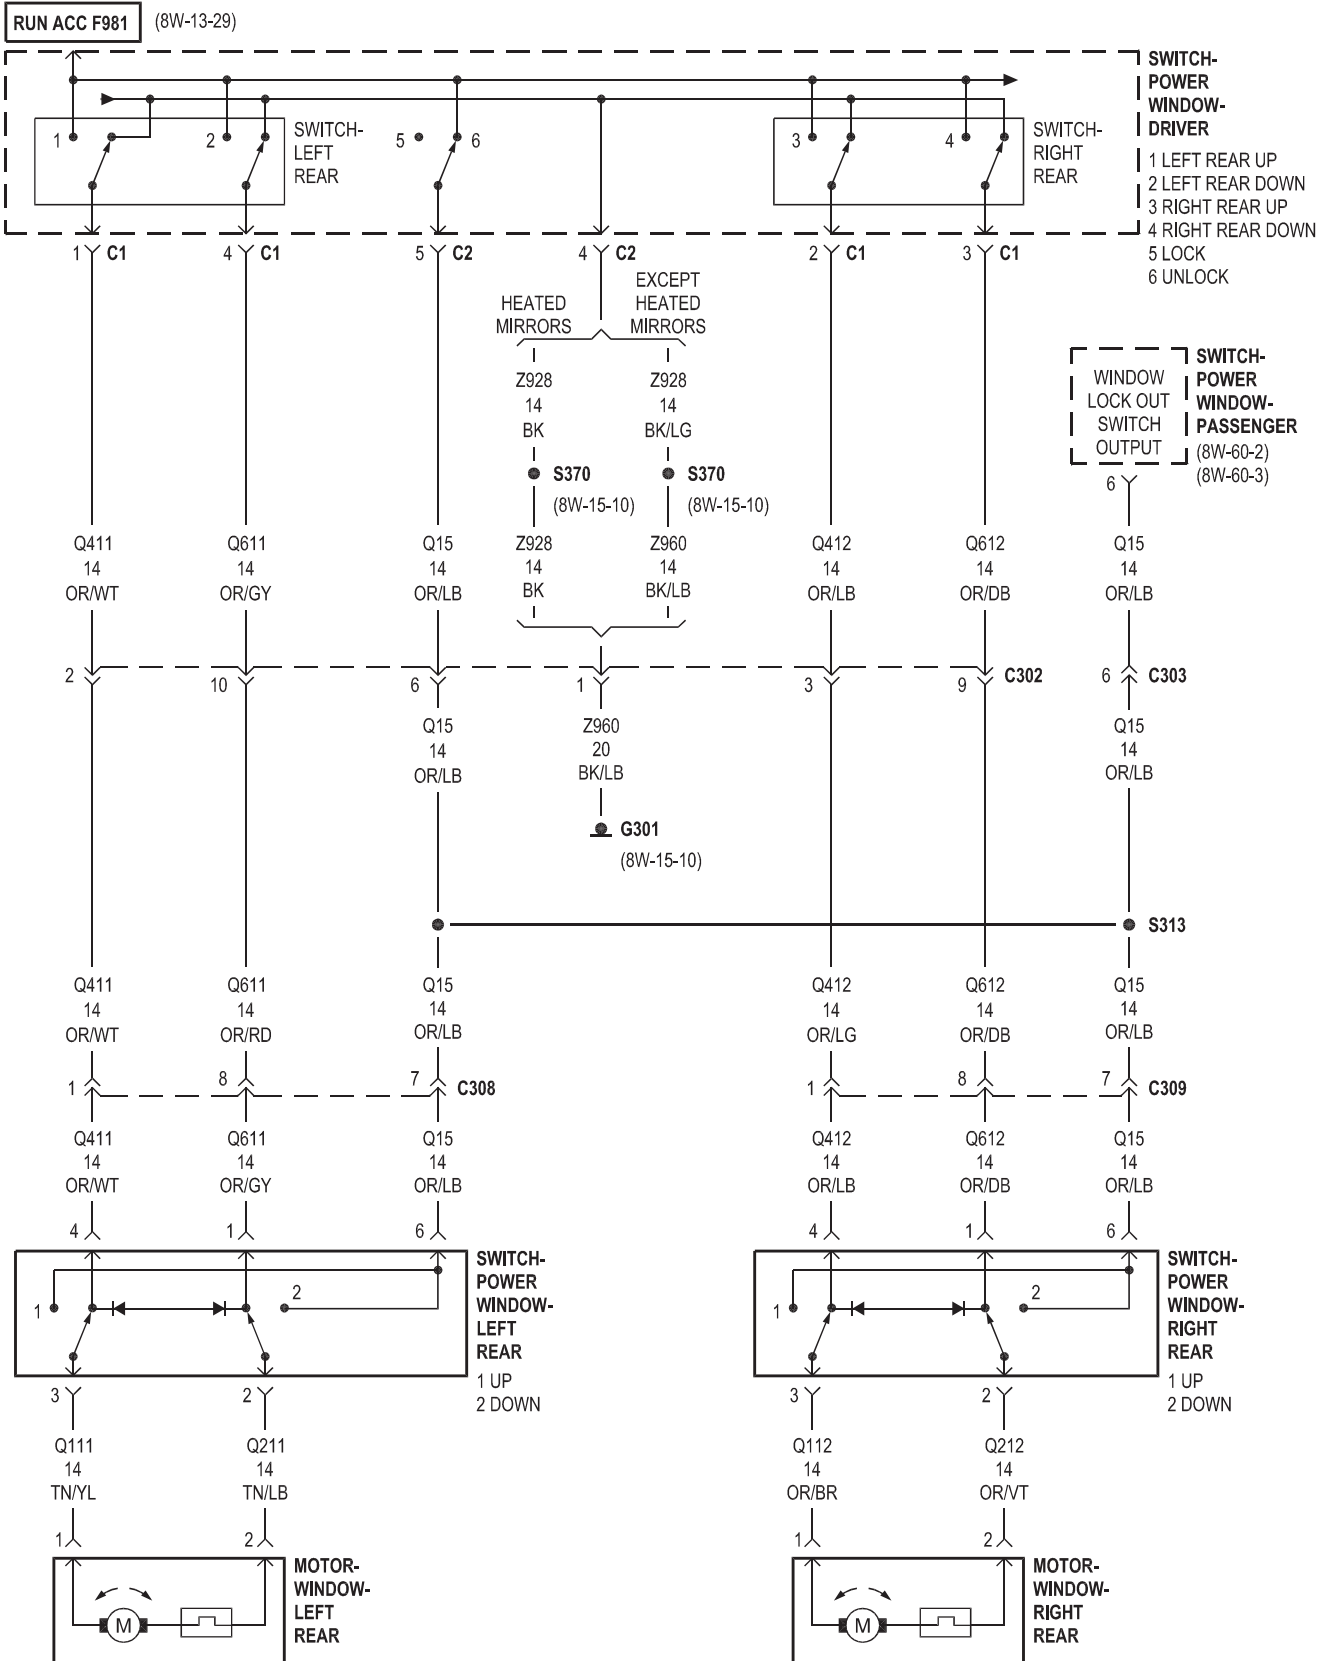 RUN ACC F981 (8W-13-29)
SWITCH-
POWER
WINDOW-
DRIVER
1 LEFT REAR UP
2 LEFT REAR DOWN
3 RIGHT REAR UP
4 RIGHT REAR DOWN
5 LOCK
6 UNLOCK
1 2
SWITCH-
LEFT
REAR
5 6
3 4
SWITCH-
RIGHT
REAR
1 C1 4 C1 5 C2 4 C2 2 C1 3 C1
HEATED
MIRRORS
EXCEPT
HEATED
MIRRORS
Z928
14
BK
Z928
14
BK/LG
S370
(8W-15-10)
S370
(8W-15-10)
WINDOW
LOCK OUT
SWITCH
OUTPUT
SWITCH-
POWER
WINDOW-
PASSENGER
(8W-60-2)
(8W-60-3)
6
Q411
14
OR/WT
Q611
14
OR/GY
Q15
14
OR/LB
Z928
14
BK
Z960
14
BK/LB
Q412
14
OR/LB
Q612
14
OR/DB
Q15
14
OR/LB
2 10 6 1 3 9 C302
6 C303
Q15
14
OR/LB
Z960
20
BK/LB
Q15
14
OR/LB
G301
(8W-15-10)
S313
Q411
14
OR/WT
Q611
14
OR/RD
Q15
14
OR/LB
Q412
14
OR/LG
Q612
14
OR/DB
Q15
14
OR/LB
1 8 7 C308
1 8 7 C309
Q411
14
OR/WT
Q611
14
OR/GY
Q15
14
OR/LB
Q412
14
OR/LB
Q612
14
OR/DB
Q15
14
OR/LB
4 1 6
4 1 6
1 2
SWITCH-
POWER
WINDOW-
LEFT
REAR
1 UP
2 DOWN
1 2
SWITCH-
POWER
WINDOW-
RIGHT
REAR
1 UP
2 DOWN
3 2
3 2
Q111
14
TN/YL
Q211
14
TN/LB
Q112
14
OR/BR
Q212
14
OR/VT
1 2
1 2
M
MOTOR-
WINDOW-
LEFT
REAR
M
MOTOR-
WINDOW-
RIGHT
REAR